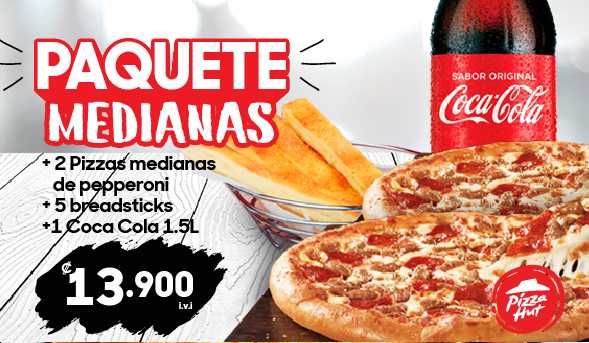 PAQUETE
MEDIANAS
+ 2 Pizzas medianas
de pepperoni
+ 5 breadsticks
+1 Coca Cola 1.5L
₡13.900
i.v.i
SABOR ORIGINAL
Coca-Cola
Pizza
Hut